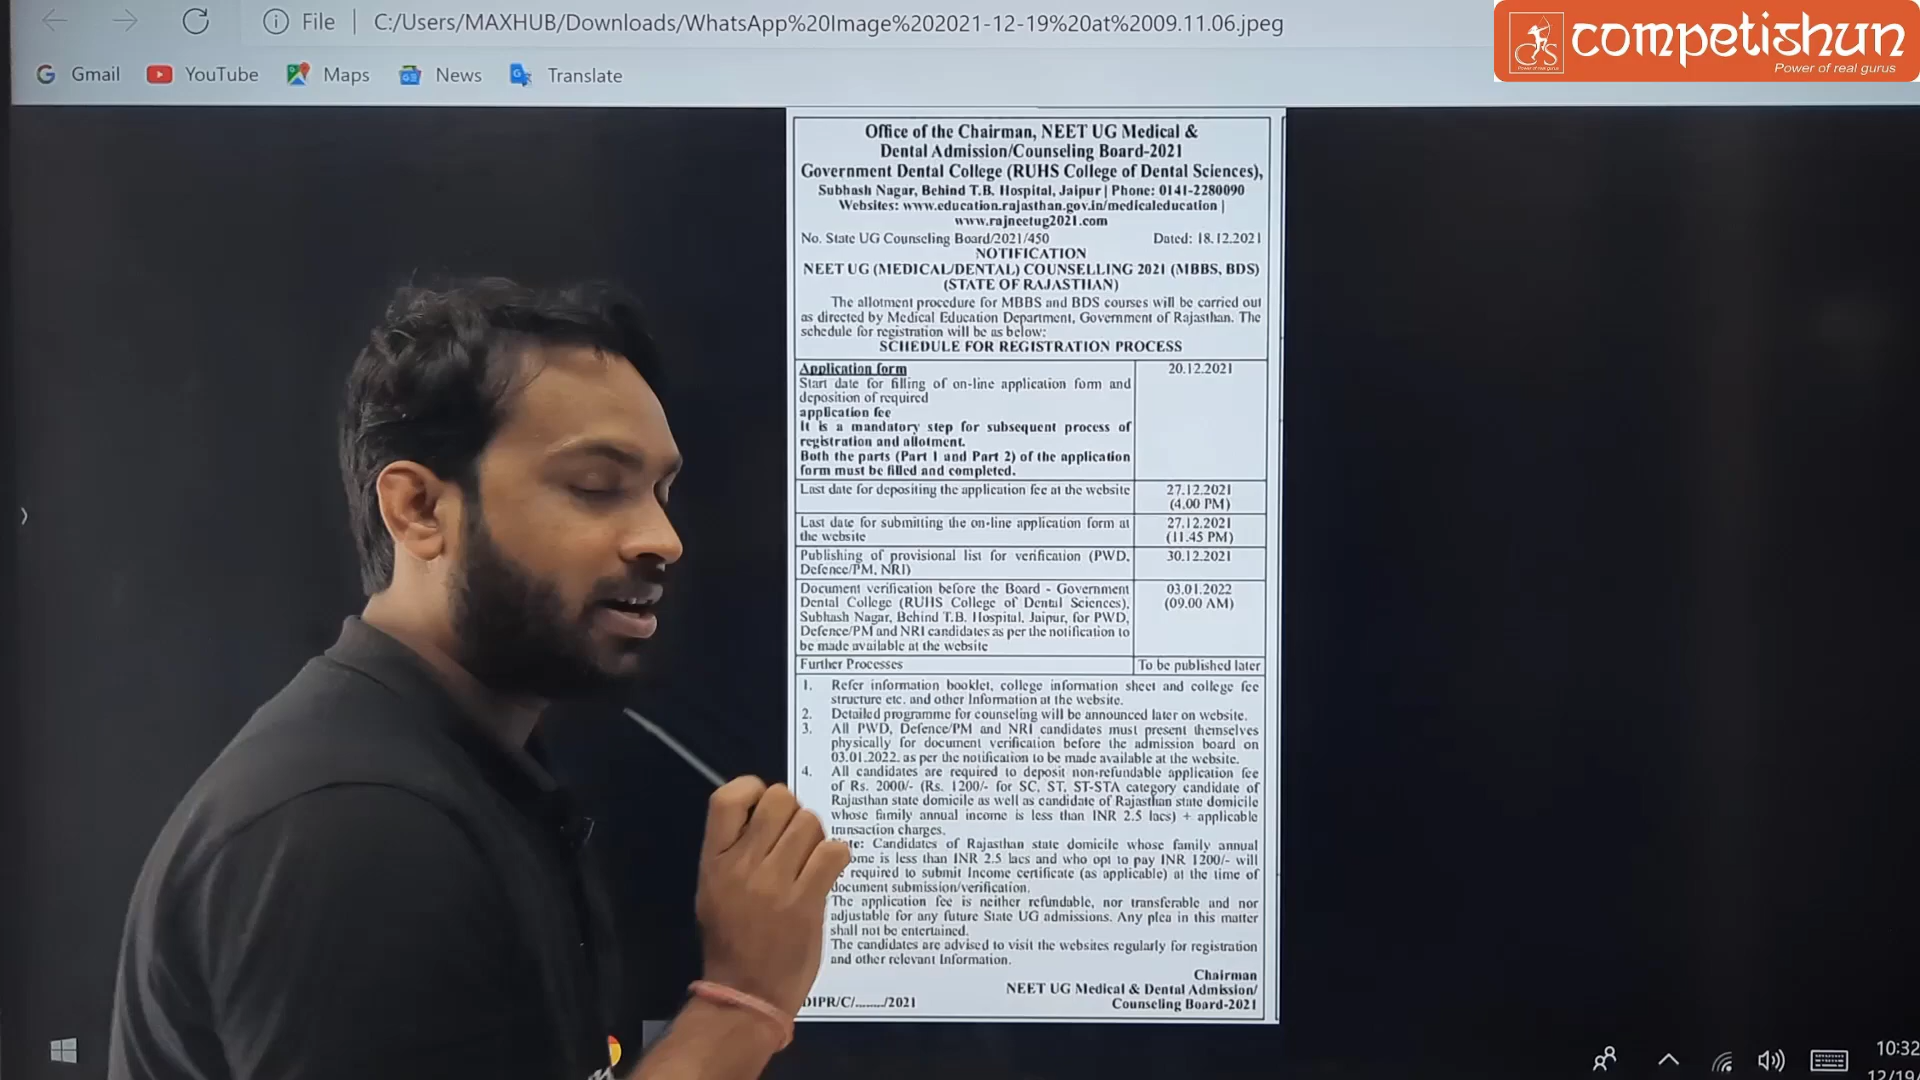 File | C:/Users/MAXHUB/Downloads/WhatsApp%20Image%202021-12-19%20at%2009.11.06.jpeg
competishun
Power of real gurus
Gmail YouTube Maps News Translate
Office of the Chairman, NEET UG Medical &
Dental Admission/Counseling Board-2021
Government Dental College (RUHS College of Dental Sciences),
Subhash Nagar, Behind T.B. Hospital, Jaipur | Phone: 0141-2280090
Websites: www.education.rajasthan.gov.in/medicaleducation |
www.rajneetug2021.com
No. State UG Counseling Board/2021/450 Dated: 18.12.2021
NOTIFICATION
NEET UG (MEDICAL/DENTAL) COUNSELLING 2021 (MBBS, BDS)
(STATE OF RAJASTHAN)
The allotment procedure for MBBS and BDS courses will be carried out
as directed by Medical Education Department, Government of Rajasthan. The
schedule for registration will be as below:
SCHEDULE FOR REGISTRATION PROCESS
Application form 20.12.2021
Start date for filling of on-line application form and
deposition of required
application fee
It is a mandatory step for subsequent process of
registration and allotment.
Both the parts (Part 1 and Part 2) of the application
form must be filled and completed.
Last date for depositing the application fee at the website 27.12.2021
(4.00 PM)
Last date for submitting the on-line application form at 27.12.2021
the website (11.45 PM)
Publishing of provisional list for verification (PWD, 30.12.2021
Defence/PM, NRI)
Document verification before the Board - Government 03.01.2022
Dental College (RUHS College of Dental Sciences), (09.00 AM)
Subhash Nagar, Behind T.B. Hospital, Jaipur, for PWD,
Defence/PM and NRI candidates as per the notification to
be made available at the website
Further Processes To be published later
1. Refer information booklet, college information sheet and college fee
structure etc. and other Information at the website.
2. Detailed programme for counseling will be announced later on website.
3. All PWD, Defence/PM and NRI candidates must present themselves
physically for document verification before the admission board on
03.01.2022, as per the notification to be made available at the website.
4. All candidates are required to deposit non-refundable application fee
of Rs. 2000/- (Rs. 1200/- for SC, ST, ST-STA category candidate of
Rajasthan state domicile as well as candidate of Rajasthan state domicile
whose family annual income is less than INR 2.5 lacs) + applicable
transaction charges.
Candidates of Rajasthan state domicile whose family annual
is less than INR 2.5 lacs and who opt to pay INR 1200/- will
required to submit Income certificate (as applicable) at the time of
document submission/verification.
The application fee is neither refundable, nor transferable and nor
adjustable for any future State UG admissions. Any plea in this matter
shall not be entertained.
The candidates are advised to visit the websites regularly for registration
and other relevant Information.
Chairman
NEET UG Medical & Dental Admission/
DIPR/C/......../2021 Counseling Board-2021
10:32
12/19/